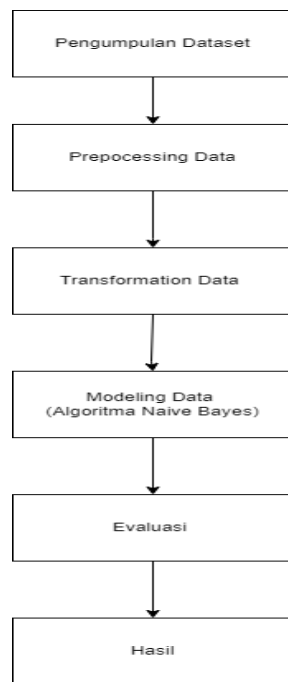 Pengumpulan Dataset
Prepocessing Data
Transformation Data
Modeling Data
(Algoritma Naive Bayes)
Evaluasi
Hasil